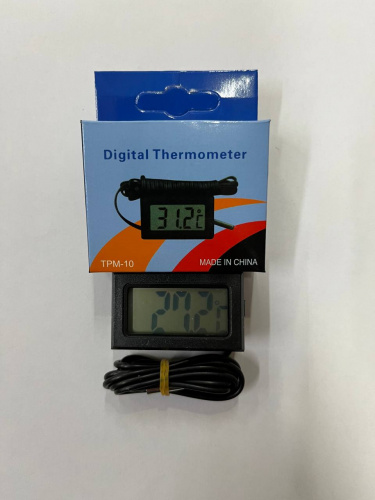 Digital Thermometer
31.2°C
TPM-10
MADE IN CHINA
27.2°C